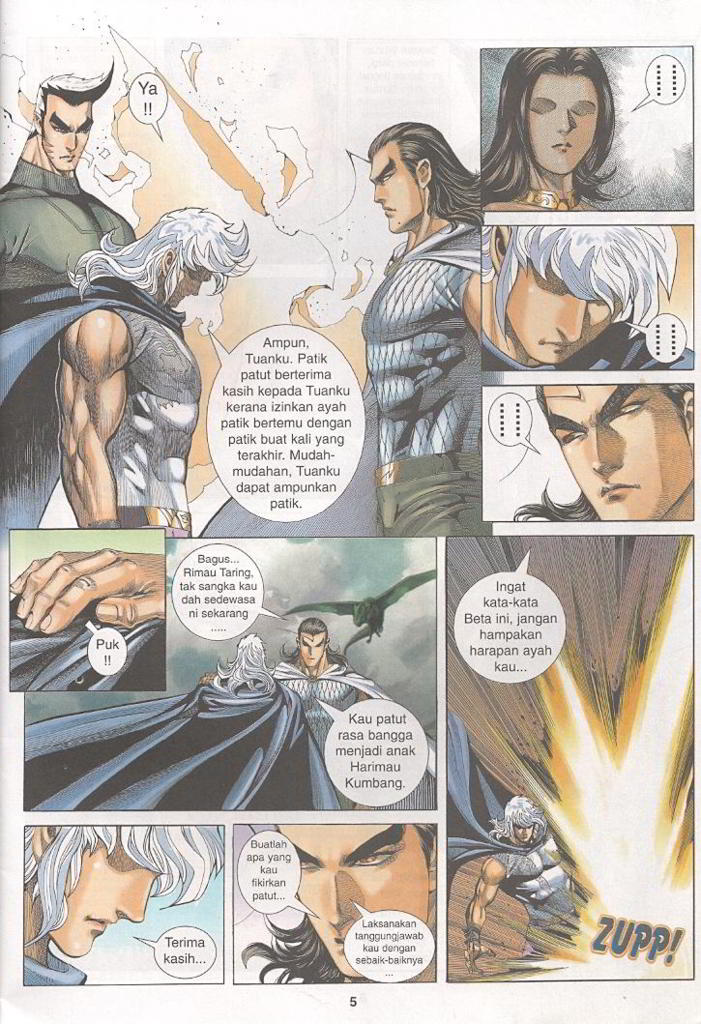 Ya
!!
Ampun,
Tuanku. Patik
patut berterima
kasih kepada Tuanku
kerana izinkan ayah
patik bertemu dengan
patik buat kali yang
terakhir. Mudah-
mudahan, Tuanku
dapat ampunkan
patik.
Puk
!!
Bagus...
Rimau Taring,
tak sangka kau
dah sedewasa
ni sekarang
.....
Kau patut
rasa bangga
menjadi anak
Harimau
Kumbang.
Ingat
kata-kata
Beta ini, jangan
hampakan
harapan ayah
kau...
ZUPP!
Terima
kasih...
Buatlah
apa yang
kau
fikirkan
patut...
Laksanakan
tanggungjawab
kau dengan
sebaik-baiknya
...
5